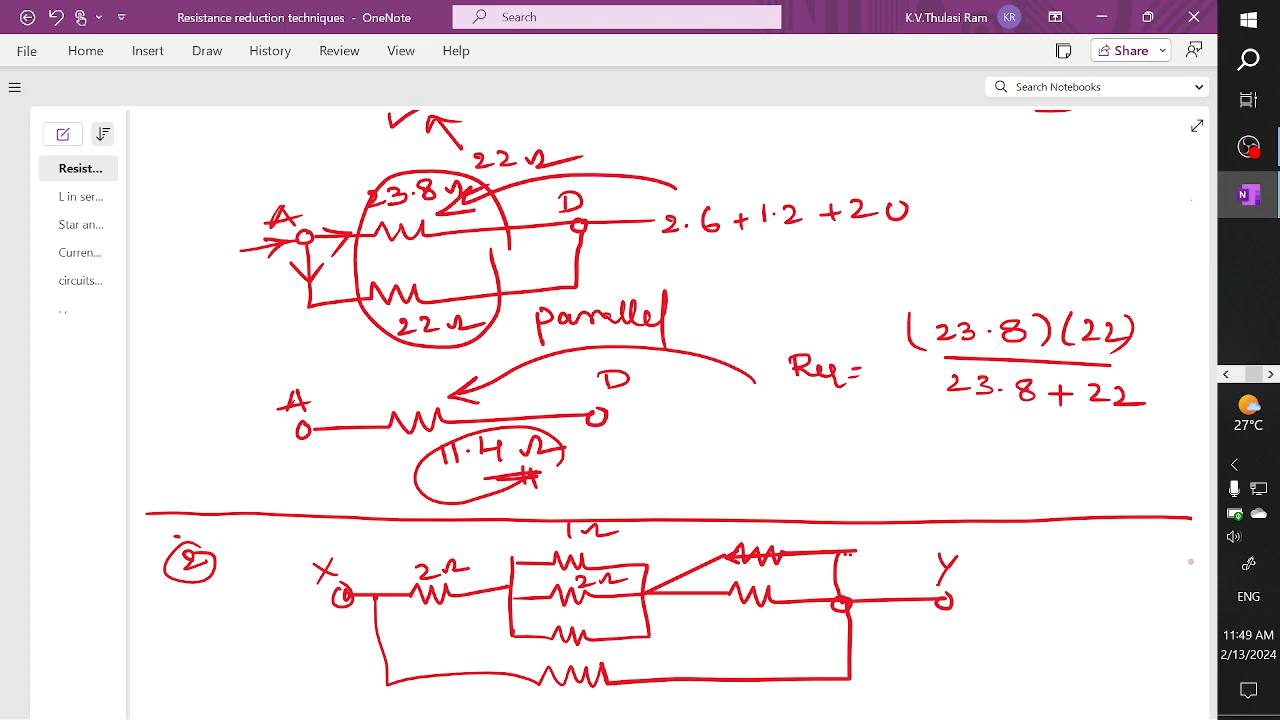 Resistance reduction techniques - OneNote
Search
K.V.Thulasi Ram
KR
File Home Insert Draw History Review View Help
Share
Search Notebooks
Resist...
L in ser...
Star an...
Curren...
circuits...
. ,
22 Ω
23.8 Ω
A
D
2.6 + 1.2 + 20
22 Ω
parallel
Req =
(23.8)(22)
23.8 + 22
A
D
11.4 Ω
2
X
2Ω
1Ω
2Ω
Y
27°C
ENG
11:49 AM
2/13/2024